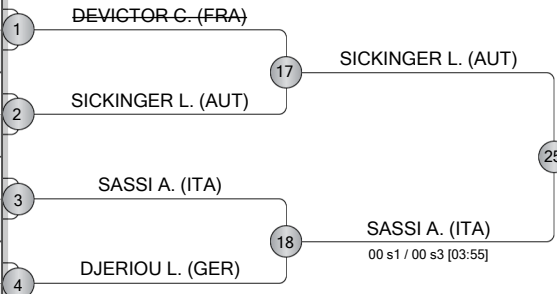 DEVICTOR C. (FRA)
1
SICKINGER L. (AUT)
17
SICKINGER L. (AUT)
2
25
SASSI A. (ITA)
3
SASSI A. (ITA)
18
00 s1 / 00 s3 [03:55]
DJERIOU L. (GER)
4